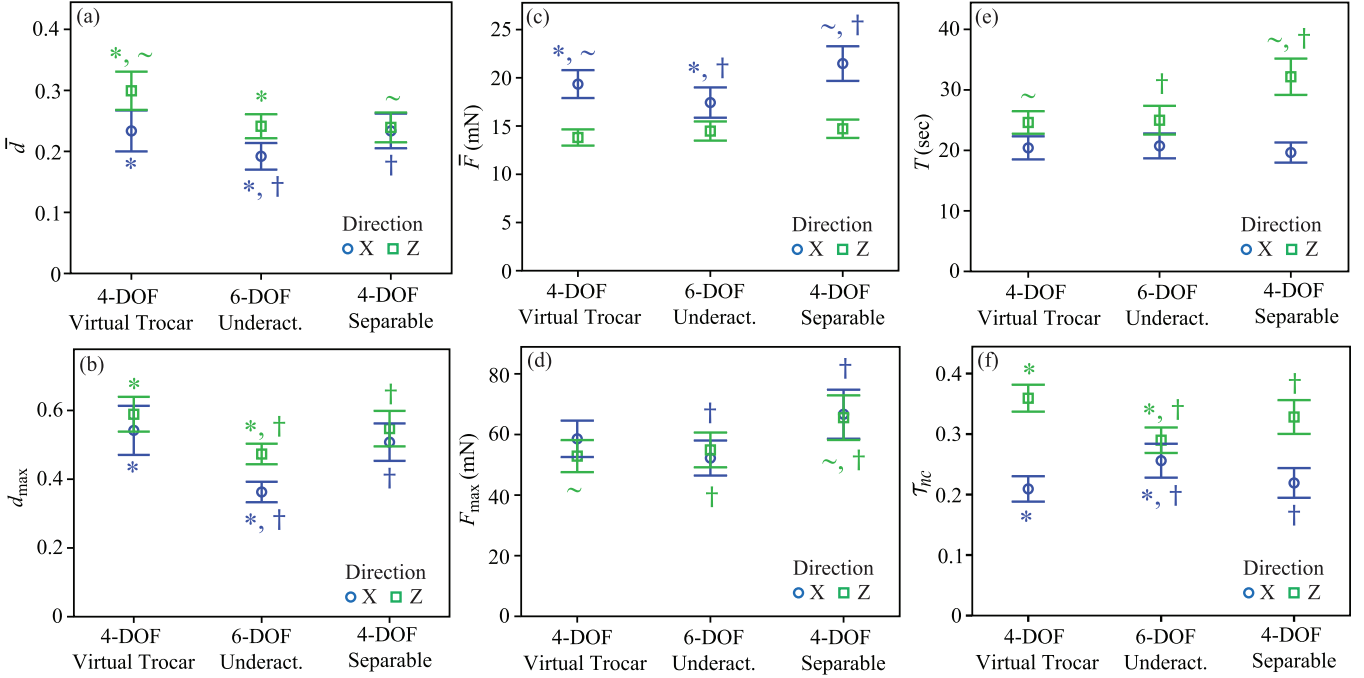 (a)
0.4
0.3
0.2
0.1
0
d̅
*, ~
*
*
*, †
~
†
Direction
X Z
4-DOF
Virtual Trocar
6-DOF
Underact.
4-DOF
Separable
(c)
25
20
15
10
5
0
F̅ (mN)
*, ~
*, †
~, †
Direction
X Z
4-DOF
Virtual Trocar
6-DOF
Underact.
4-DOF
Separable
(e)
40
30
20
10
0
T (sec)
~
†
~, †
Direction
X Z
4-DOF
Virtual Trocar
6-DOF
Underact.
4-DOF
Separable
(b)
0.6
0.4
0.2
0
dmax
*
*
*, †
*, †
†
†
Direction
X Z
4-DOF
Virtual Trocar
6-DOF
Underact.
4-DOF
Separable
(d)
80
60
40
20
0
Fmax (mN)
~
†
†
†
~, †
Direction
X Z
4-DOF
Virtual Trocar
6-DOF
Underact.
4-DOF
Separable
(f)
0.4
0.3
0.2
0.1
0
𝒯nc
*
*
*, †
*, †
†
†
Direction
X Z
4-DOF
Virtual Trocar
6-DOF
Underact.
4-DOF
Separable